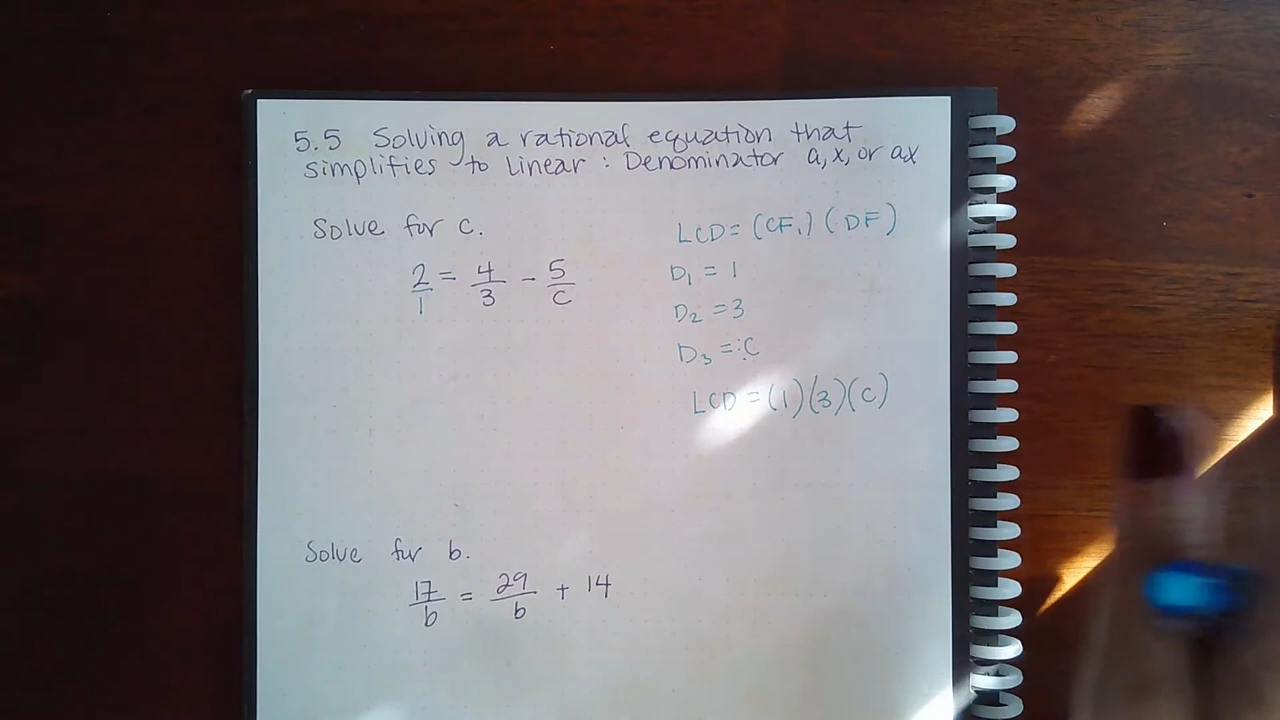 5.5 Solving a rational equation that
simplifies to linear : Denominator a, x, or ax
Solve for c.
2/1 = 4/3 - 5/c
LCD = (CF,) (DF)
D₁ = 1
D₂ = 3
D₃ = C
LCD = (1)(3)(C)
Solve for b.
17/b = 29/b + 14